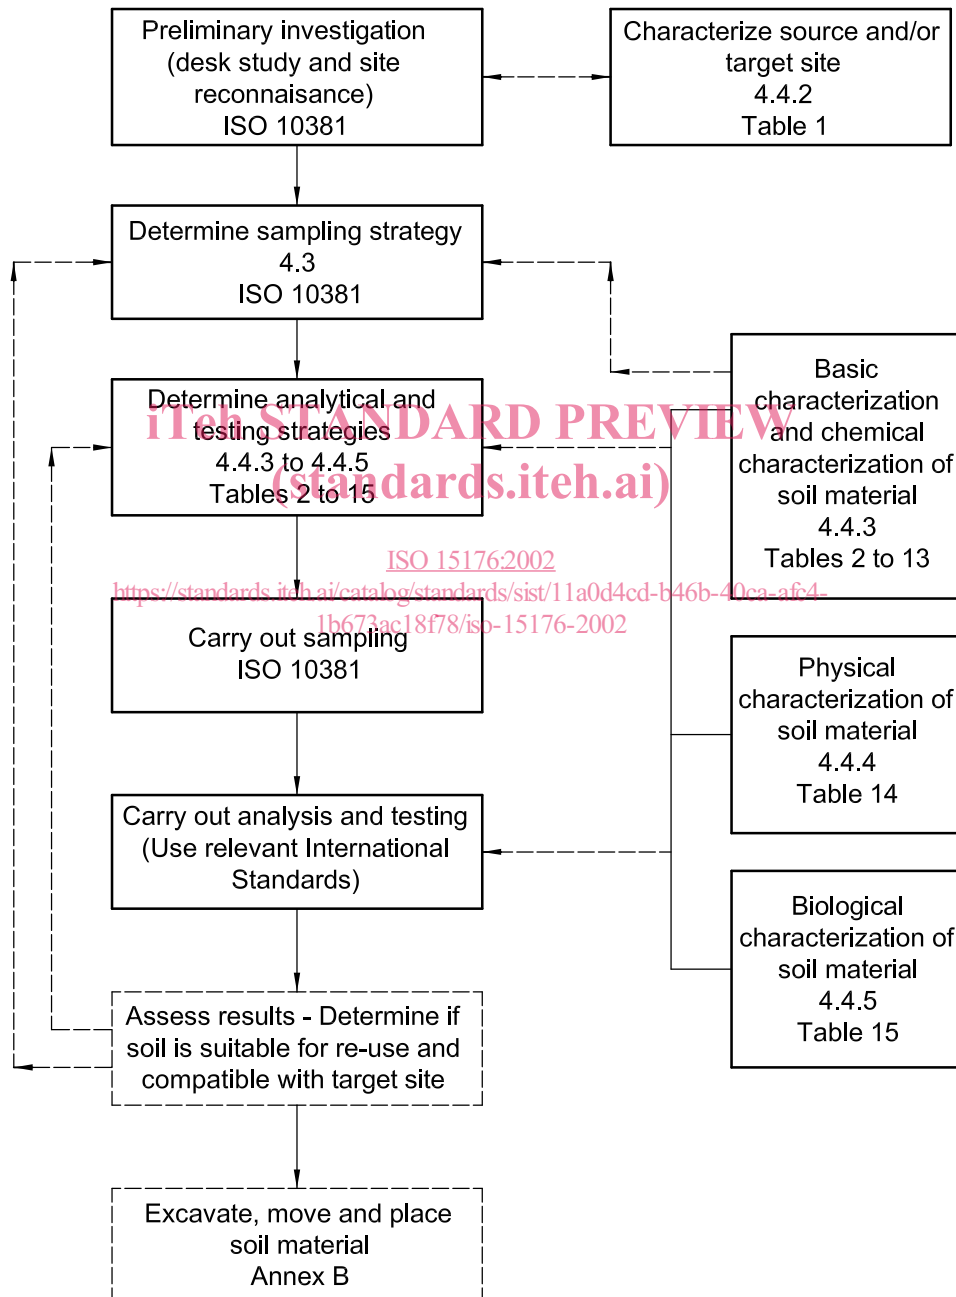 Preliminary investigation
(desk study and site
reconnaisance)
ISO 10381
Characterize source and/or
target site
4.4.2
Table 1
Determine sampling strategy
4.3
ISO 10381
Determine analytical and
testing strategies
4.4.3 to 4.4.5
Tables 2 to 15
Basic
characterization
and chemical
characterization of
soil material
4.4.3
Tables 2 to 13
iTeh STANDARD PREVIEW
(standards.iteh.ai)
ISO 15176:2002
https://standards.iteh.ai/catalog/standards/sist/11a0d4cd-b46b-40ca-afc4-
1b673ac18f78/iso-15176-2002
Carry out sampling
ISO 10381
Physical
characterization of
soil material
4.4.4
Table 14
Carry out analysis and testing
(Use relevant International
Standards)
Biological
characterization of
soil material
4.4.5
Table 15
Assess results - Determine if
soil is suitable for re-use and
compatible with target site
Excavate, move and place
soil material
Annex B